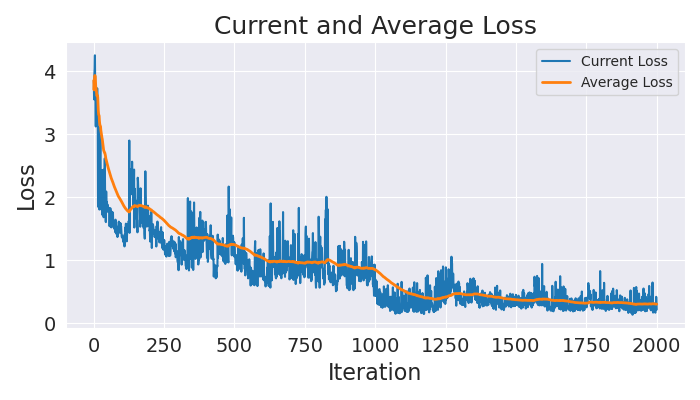 Current and Average Loss
Current Loss
Average Loss
Loss
4
3
2
1
0
0 250 500 750 1000 1250 1500 1750 2000
Iteration